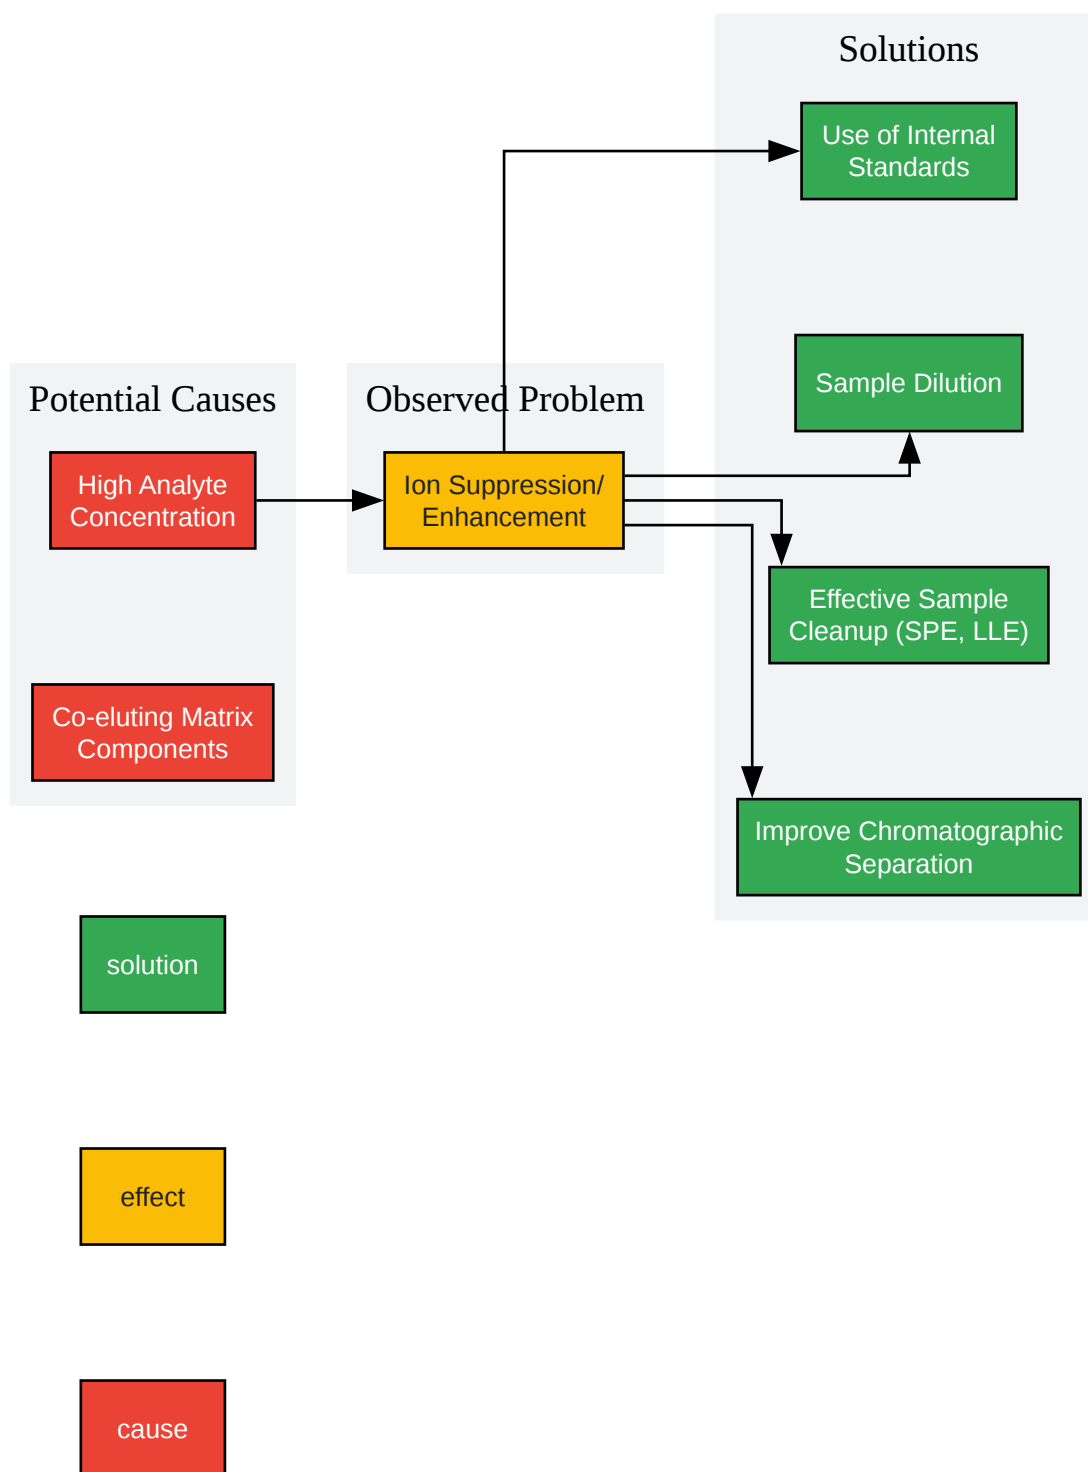 Solutions
Use of Internal
Standards
Sample Dilution
Potential Causes
Observed Problem
High Analyte
Concentration
Ion Suppression/
Enhancement
Effective Sample
Cleanup (SPE, LLE)
Co-eluting Matrix
Components
Improve Chromatographic
Separation
solution
effect
cause